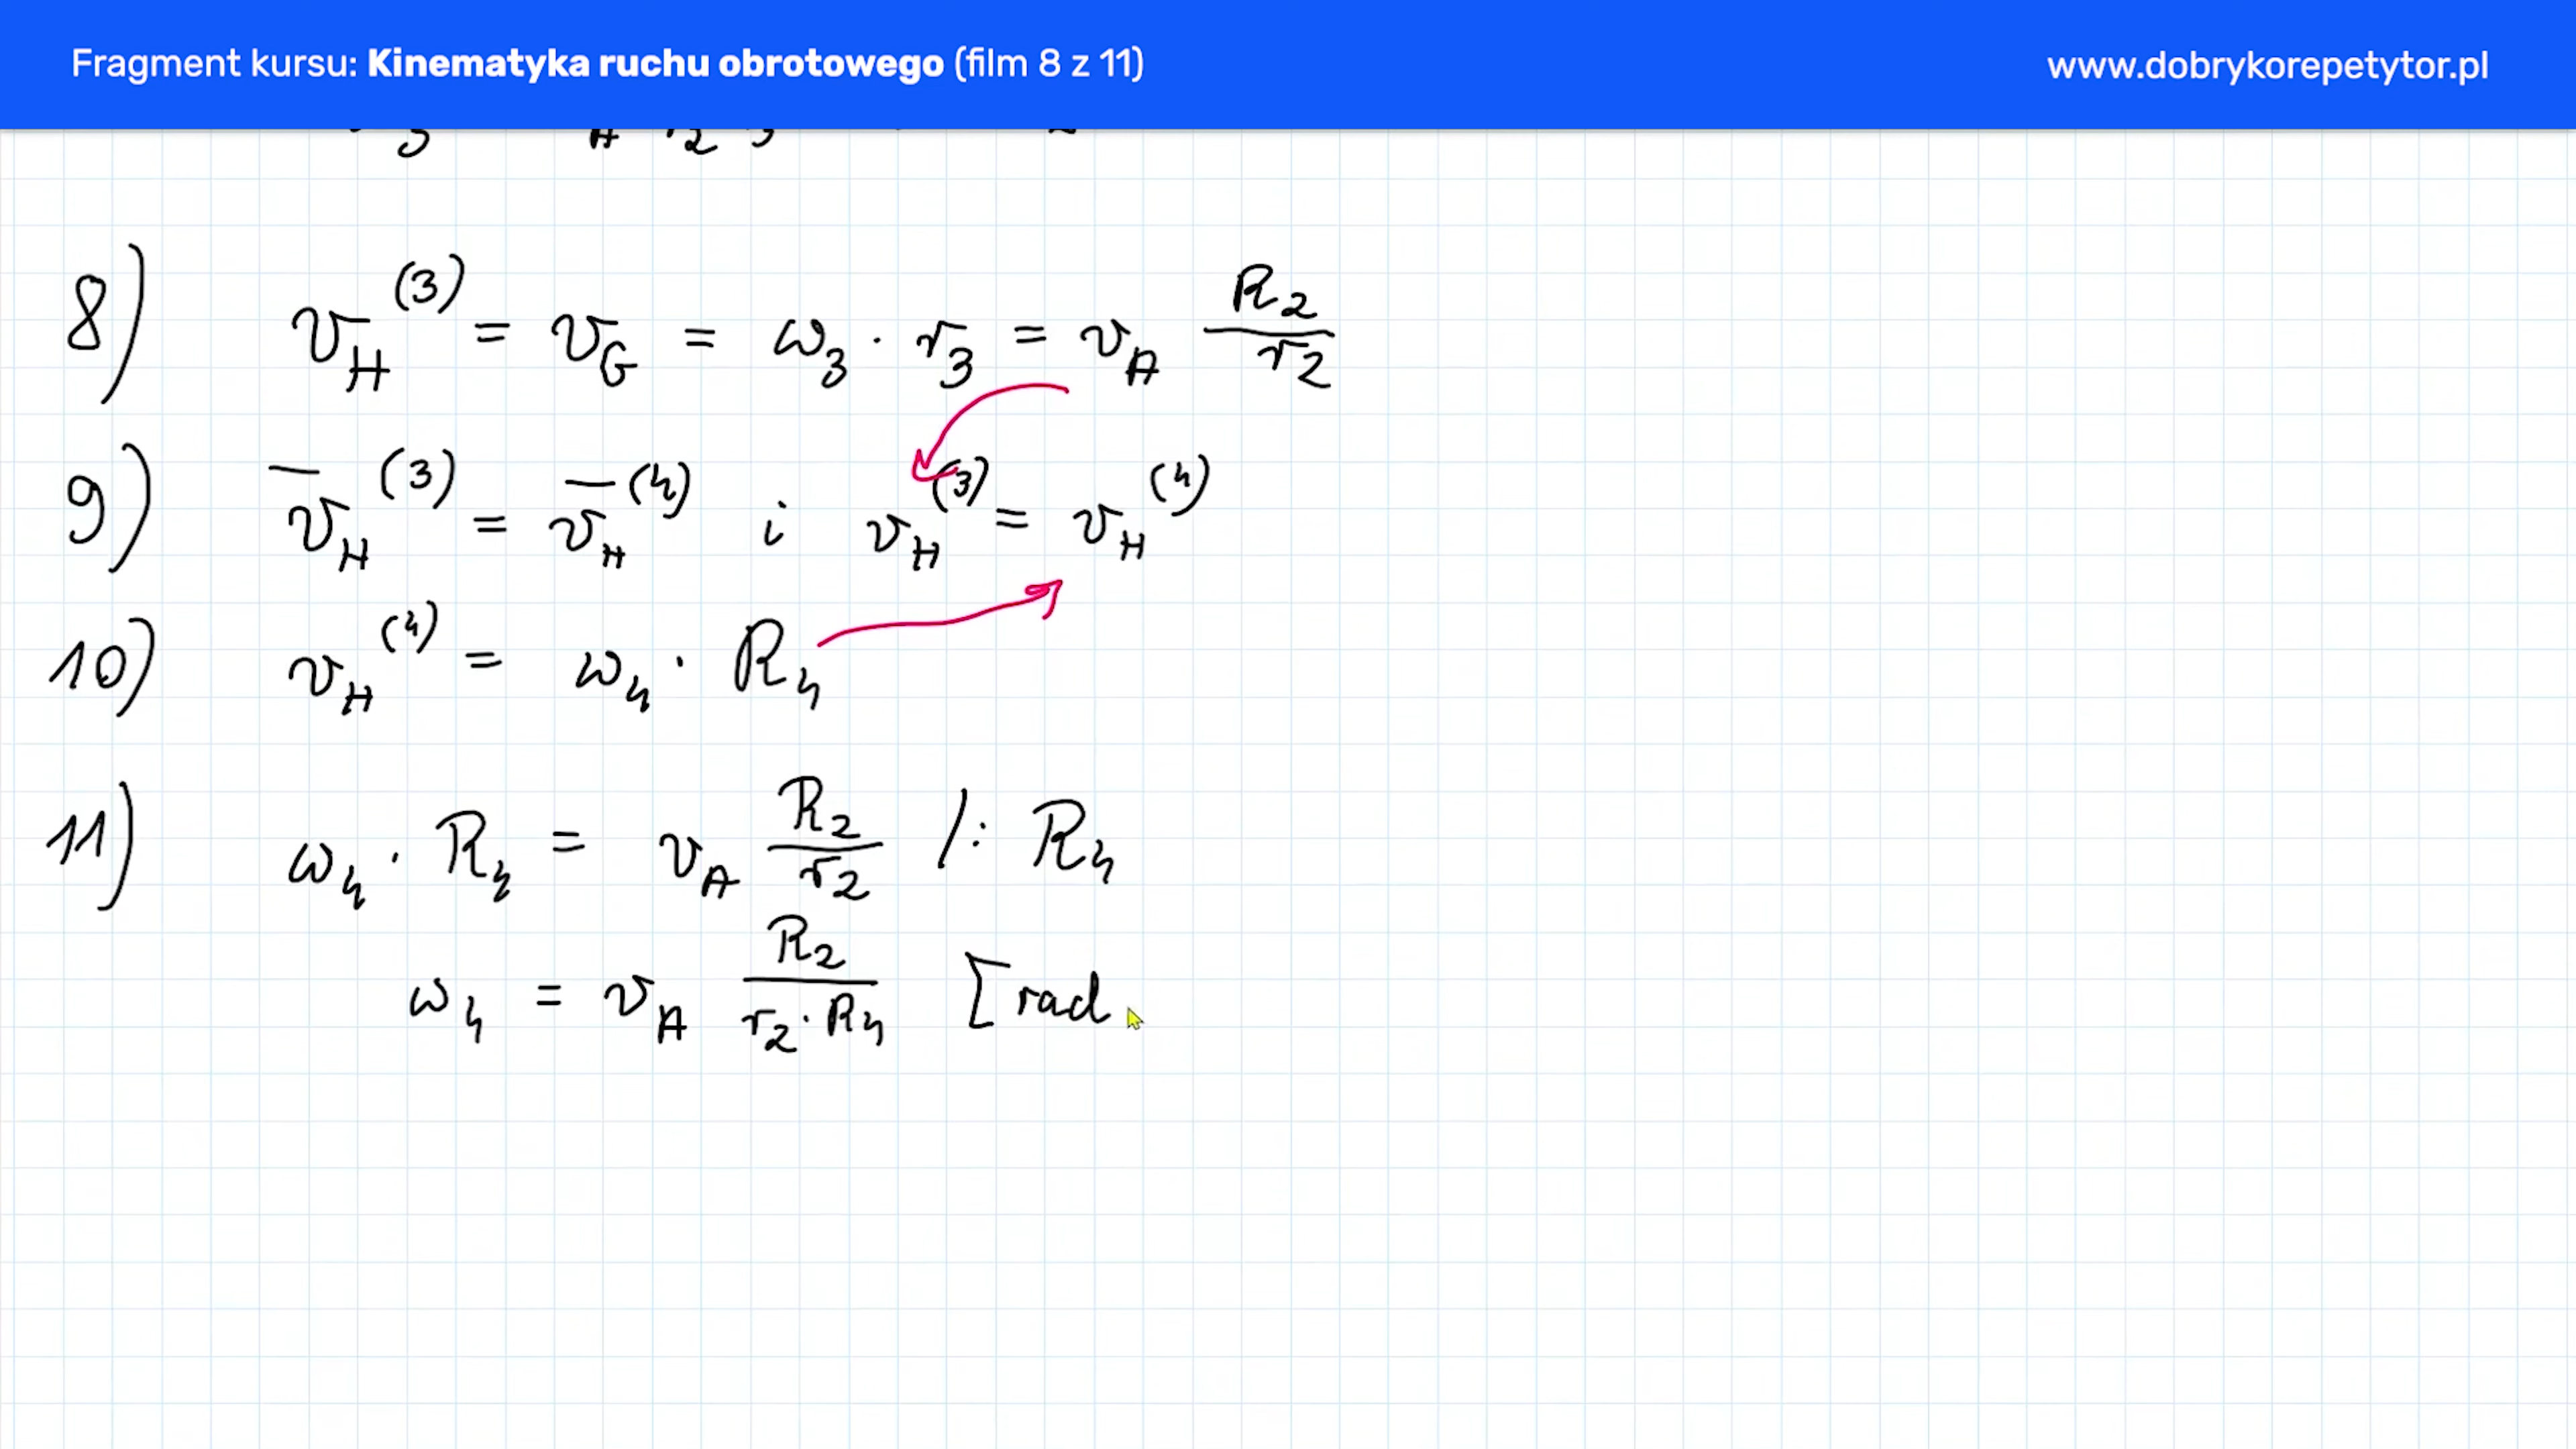 Fragment kursu: Kinematyka ruchu obrotowego (film 8 z 11) www.dobrykorepetytor.pl
8) v_H^(3) = v_G = ω_3 · r_3 = v_A R_2/r_2
9) v̅_H^(3) = v̅_H^(4) i v_H^(3) = v_H^(4)
10) v_H^(4) = ω_4 · R_4
11) ω_4 · R_4 = v_A R_2/r_2 /: R_4
ω_4 = v_A R_2/(r_2 · R_4) [rad